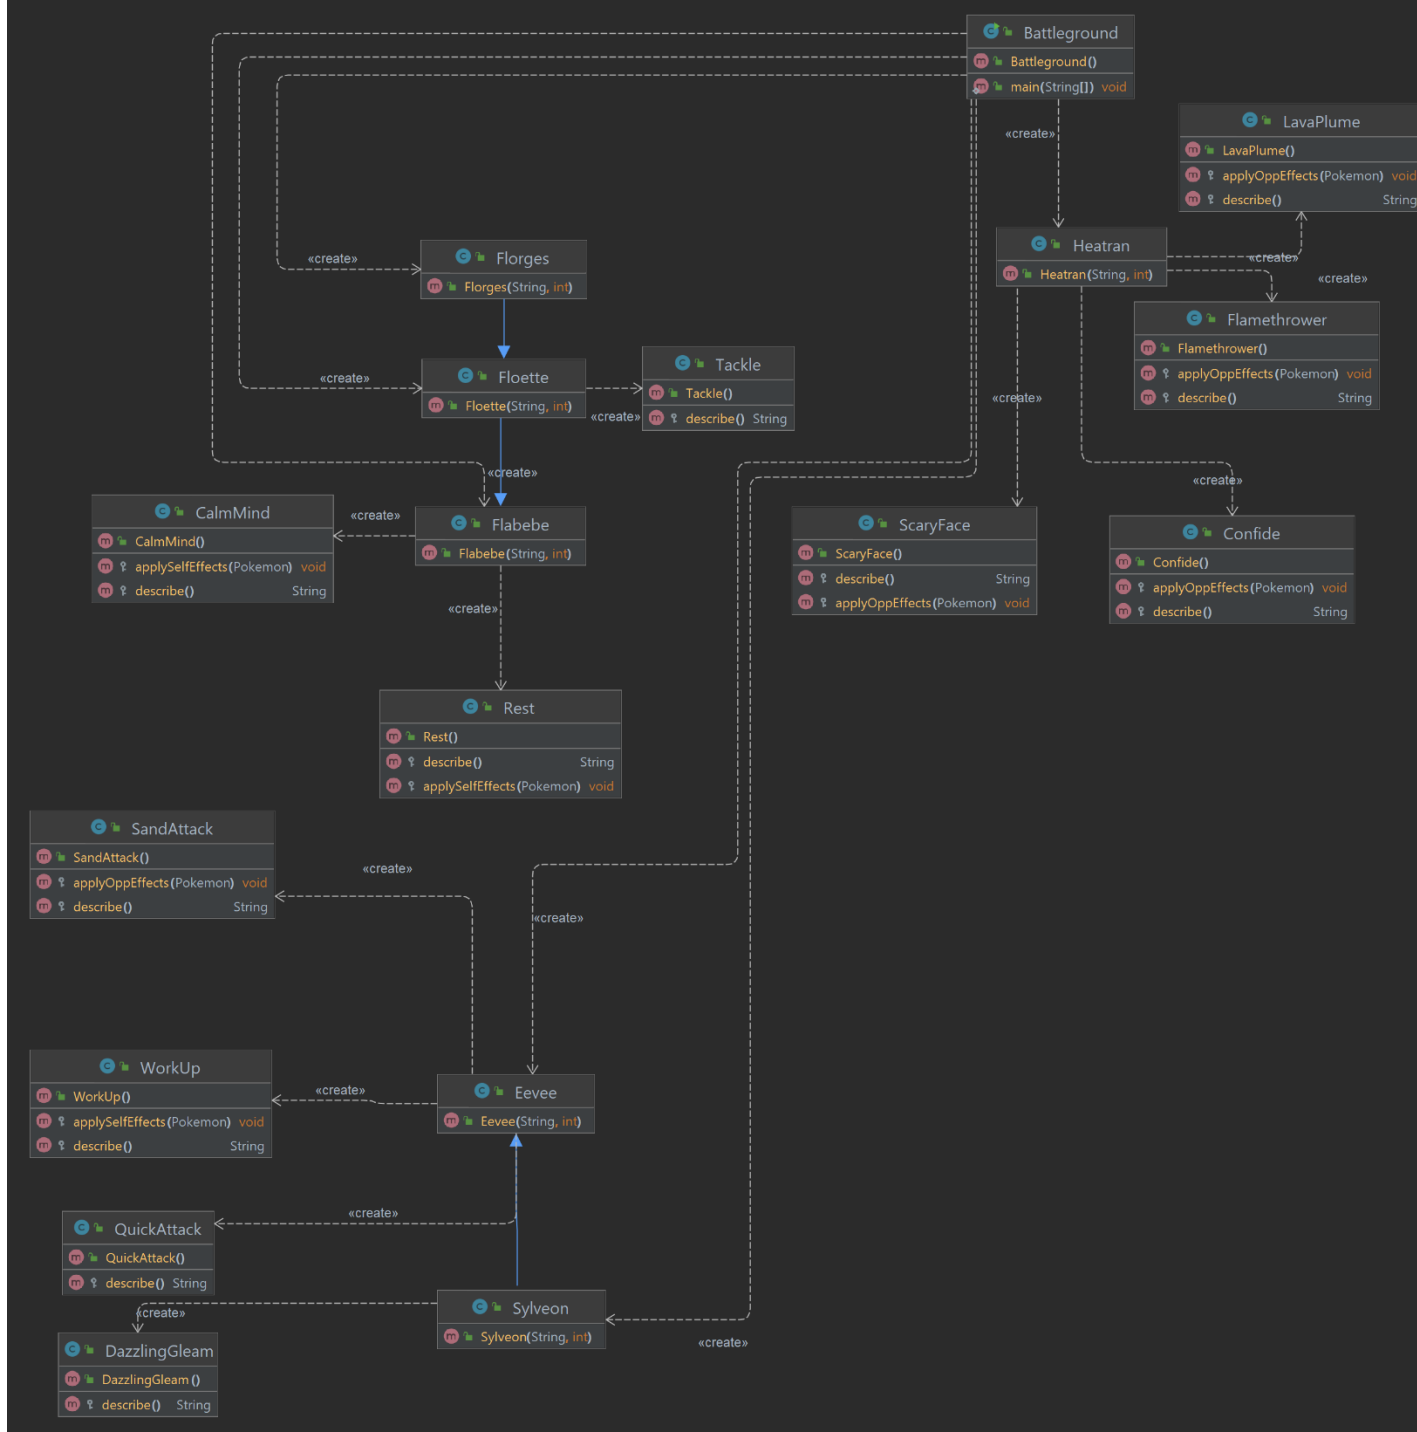 Battleground
Battleground()
main(String[]) void
«create»
LavaPlume
LavaPlume()
applyOppEffects(Pokemon) void
describe() String
Heatran
Heatran(String, int)
«create»
«create»
Flamethrower
Flamethrower()
applyOppEffects(Pokemon) void
describe() String
«create»
Florges
Florges(String, int)
«create»
Floette
Floette(String, int)
«create»
Tackle
Tackle()
describe() String
«create»
«create»
«create»
«create»
CalmMind
CalmMind()
applySelfEffects(Pokemon) void
describe() String
«create»
Flabebe
Flabebe(String, int)
ScaryFace
ScaryFace()
describe() String
applyOppEffects(Pokemon) void
Confide
Confide()
applyOppEffects(Pokemon) void
describe() String
«create»
Rest
Rest()
describe() String
applySelfEffects(Pokemon) void
SandAttack
SandAttack()
applyOppEffects(Pokemon) void
describe() String
«create»
«create»
WorkUp
WorkUp()
applySelfEffects(Pokemon) void
describe() String
«create»
Eevee
Eevee(String, int)
QuickAttack
QuickAttack()
describe() String
«create»
Sylveon
Sylveon(String, int)
«create»
«create»
DazzlingGleam
DazzlingGleam()
describe() String